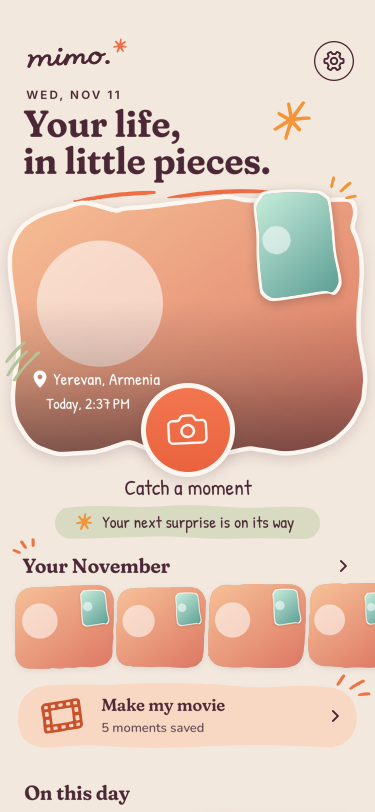 mimo.
WED, NOV 11
Your life,
in little pieces.
Yerevan, Armenia
Today, 2:37 PM
Catch a moment
Your next surprise is on its way
Your November
Make my movie
5 moments saved
On this day